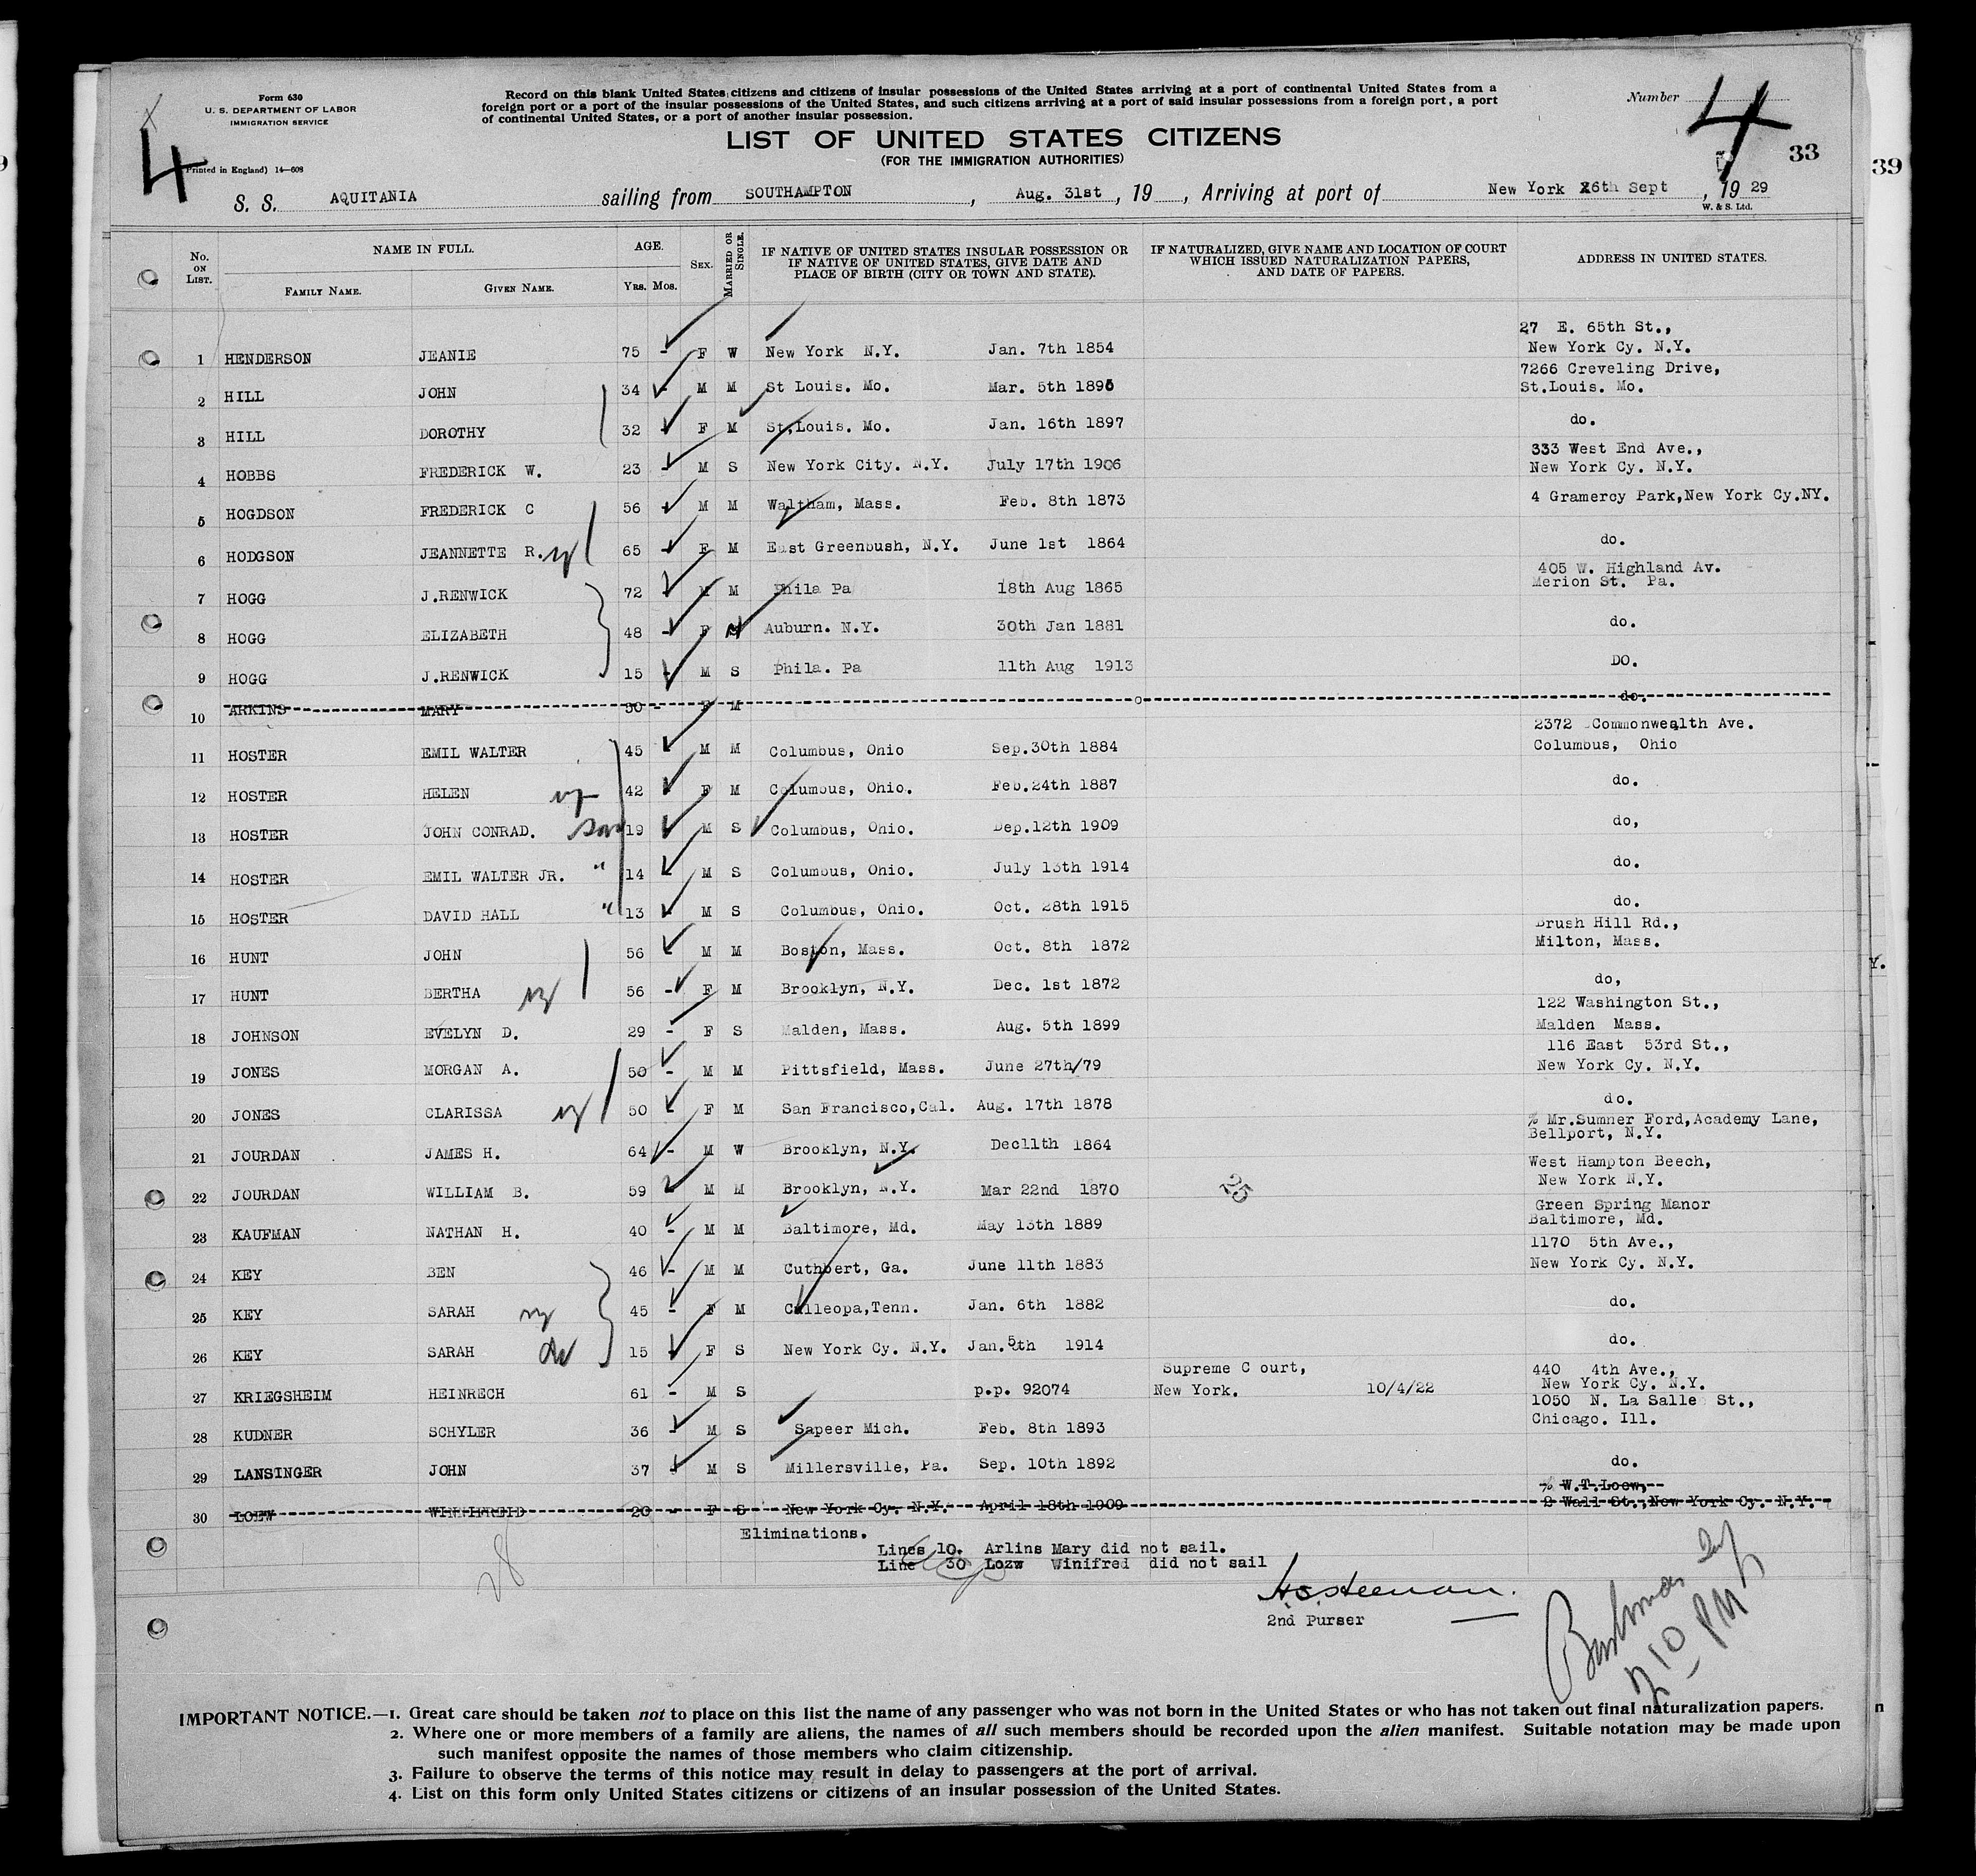 Form 630
U. S. DEPARTMENT OF LABOR
IMMIGRATION SERVICE
Record on this blank United States citizens and citizens of insular possessions of the United States arriving at a port of continental United States from a
foreign port or a port of the insular possessions of the United States, and such citizens arriving at a port of said insular possessions from a foreign port, a port
of continental United States, or a port of another insular possession.
Number 4
4
33
39
LIST OF UNITED STATES CITIZENS
(FOR THE IMMIGRATION AUTHORITIES)
Printed in England) 14—608
S. S. AQUITANIA sailing from SOUTHAMPTON, Aug. 31st, 19 , Arriving at port of New York 6th Sept, 19 29
W. & S. Ltd.
No. ON LIST. NAME IN FULL. AGE. SEX. MARRIED OR SINGLE. IF NATIVE OF UNITED STATES INSULAR POSSESSION OR IF NATIVE OF UNITED STATES, GIVE DATE AND PLACE OF BIRTH (CITY OR TOWN AND STATE). IF NATURALIZED, GIVE NAME AND LOCATION OF COURT WHICH ISSUED NATURALIZATION PAPERS, AND DATE OF PAPERS. ADDRESS IN UNITED STATES.
FAMILY NAME. GIVEN NAME. YRS. MOS.
1 HENDERSON JEANIE 75 - F W New York N.Y. Jan. 7th 1854 27 E. 65th St., New York Cy. N.Y.
2 HILL JOHN 34 - M M St Louis. Mo. Mar. 5th 1895 7266 Creveling Drive, St.Louis. Mo.
3 HILL DOROTHY 32 - F M St.Louis. Mo. Jan. 16th 1897 do.
4 HOBBS FREDERICK W. 23 - M S New York City. N.Y. July 17th 1906 333 West End Ave., New York Cy. N.Y.
5 HOGDSON FREDERICK C 56 - M M Waltham, Mass. Feb. 8th 1873 4 Gramercy Park,New York Cy.NY.
6 HODGSON JEANNETTE R. 65 - F M East Greenbush, N.Y. June 1st 1864 do.
7 HOGG J.RENWICK 72 - M M Phila Pa 18th Aug 1865 405 W. Highland Av. Merion St. Pa.
8 HOGG ELIZABETH 48 - F M Auburn. N.Y. 30th Jan 1881 do.
9 HOGG J.RENWICK 15 - M S Phila. Pa 11th Aug 1913 DO.
10 ARKINS MARY 30 - F M do.
11 HOSTER EMIL WALTER 45 M M Columbus, Ohio Sep.30th 1884 2372 Commonwealth Ave. Columbus, Ohio
12 HOSTER HELEN 42 F M Columbus, Ohio. Feb.24th 1887 do.
13 HOSTER JOHN CONRAD. son 19 M S Columbus, Ohio. Dep.12th 1909 do,
14 HOSTER EMIL WALTER JR. " 14 M S Columbus, Ohio. July 13th 1914 do.
15 HOSTER DAVID HALL " 13 M S Columbus, Ohio. Oct. 28th 1915 do.
16 HUNT JOHN 56 M M Boston, Mass. Oct. 8th 1872 Brush Hill Rd., Milton, Mass.
17 HUNT BERTHA 56 - F M Brooklyn, N.Y. Dec. 1st 1872 do,
18 JOHNSON EVELYN D. 29 - F S Malden, Mass. Aug. 5th 1899 122 Washington St., Malden Mass.
19 JONES MORGAN A. 50 - M M Pittsfield, Mass. June 27th/79 116 East 53rd St., New York Cy. N.Y.
20 JONES CLARISSA 50 - F M San Francisco,Cal. Aug. 17th 1878 do.
21 JOURDAN JAMES H. 64 - M W Brooklyn, N.Y. Dec11th 1864 % Mr.Sumner Ford,Academy Lane, Bellport, N.Y.
22 JOURDAN WILLIAM B. 59 - M M Brooklyn, N.Y. Mar 22nd 1870 25 West Hampton Beech, New York N.Y.
23 KAUFMAN NATHAN H. 40 - M M Baltimore, Md. May 13th 1889 Green Spring Manor Baltimore, Md.
24 KEY BEN 46 - M M Cuthbert, Ga. June 11th 1883 1170 5th Ave., New York Cy. N.Y.
25 KEY SARAH 45 - F M Calleopa,Tenn. Jan. 6th 1882 do.
26 KEY SARAH 15 - F S New York Cy. N.Y. Jan.5th 1914 do.
27 KRIEGSHEIM HEINRECH 61 - M S p.p. 92074 Supreme C ourt, New York. 10/4/22 440 4th Ave., New York Cy. N.Y.
28 KUDNER SCHYLER 36 - M S Sapeer Mich. Feb. 8th 1893 1050 N. La Salle St., Chicago. Ill.
29 LANSINGER JOHN 37 - M S Millersville, Pa. Sep. 10th 1892 do.
30 LOEW WINNIFREID 20 - F S New York Cy. N.Y. April 18th 1909 % W.T.Loew, 2 Wall St.,New York Cy. N.Y.
Eliminations.
Lines 10. Arlins Mary did not sail.
Line 30 Lozw Winifred did not sail
28
2nd Purser
2 10 PM
IMPORTANT NOTICE.—1. Great care should be taken not to place on this list the name of any passenger who was not born in the United States or who has not taken out final naturalization papers.
2. Where one or more members of a family are aliens, the names of all such members should be recorded upon the alien manifest. Suitable notation may be made upon
such manifest opposite the names of those members who claim citizenship.
3. Failure to observe the terms of this notice may result in delay to passengers at the port of arrival.
4. List on this form only United States citizens or citizens of an insular possession of the United States.